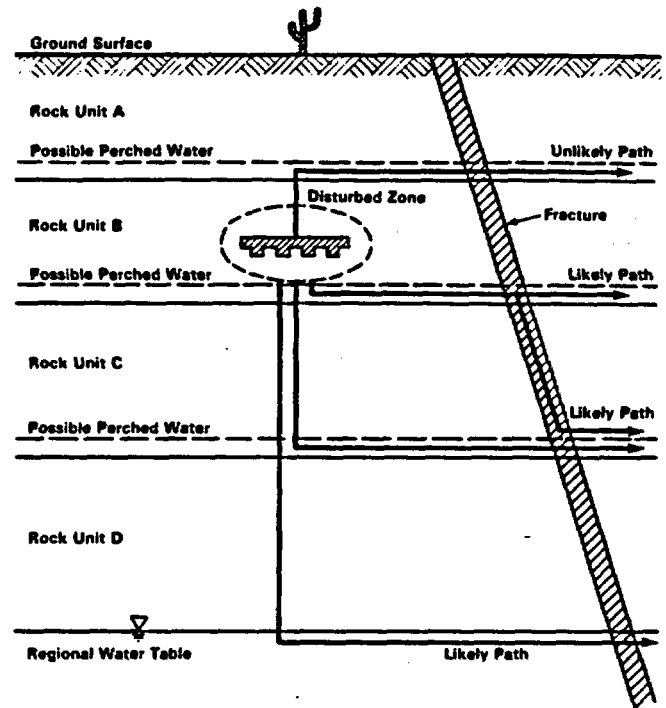 Ground Surface
Rock Unit A
Possible Perched Water
Unlikely Path
Disturbed Zone
Rock Unit B
Fracture
Possible Perched Water
Likely Path
Rock Unit C
Likely Path
Possible Perched Water
Rock Unit D
Regional Water Table
Likely Path